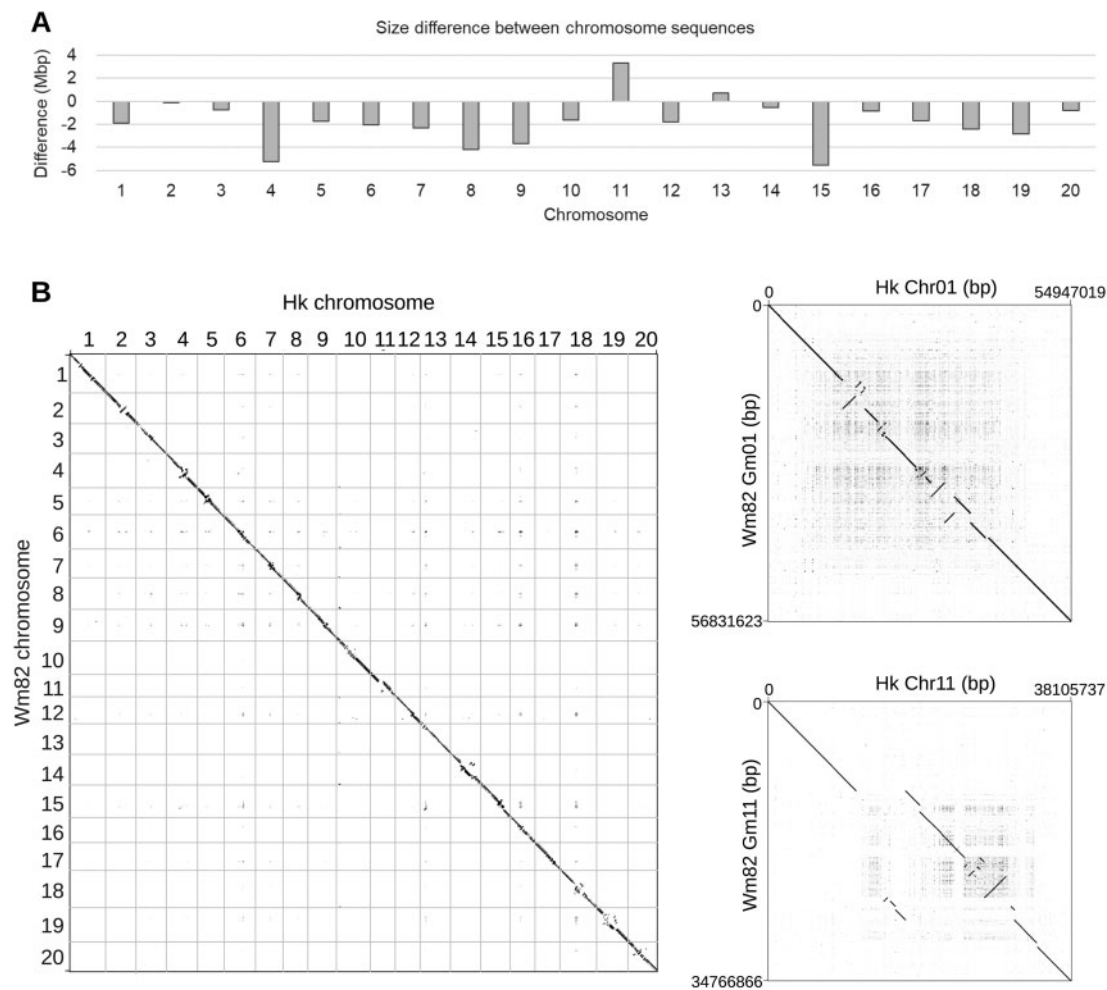 A
Size difference between chromosome sequences
Difference (Mbp)
4
2
0
-2
-4
-6
1 2 3 4 5 6 7 8 9 10 11 12 13 14 15 16 17 18 19 20
Chromosome
B
Hk chromosome
1 2 3 4 5 6 7 8 9 10 11 12 13 14 15 16 17 18 19 20
Wm82 chromosome
1
2
3
4
5
6
7
8
9
10
11
12
13
14
15
16
17
18
19
20
0 Hk Chr01 (bp) 54947019
0
Wm82 Gm01 (bp)
56831623
0 Hk Chr11 (bp) 38105737
0
Wm82 Gm11 (bp)
34766866